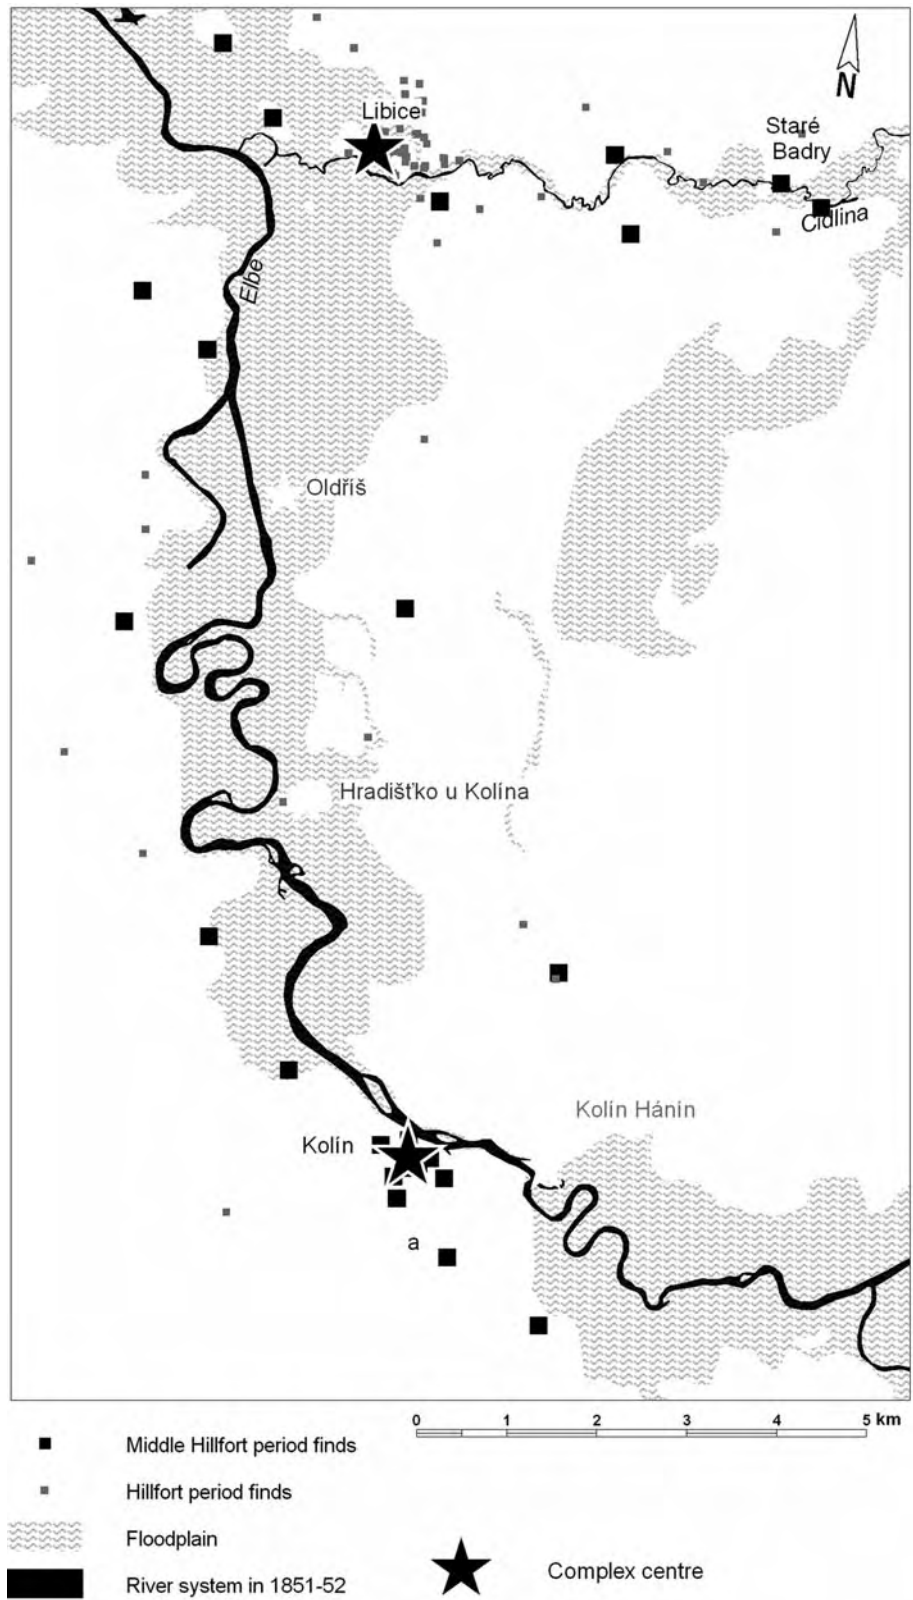 N
Libice
Staré
Badry
Cidlina
Elbe
Oldříš
Hradišťko u Kolína
Kolín Hánín
Kolín
a
0 1 2 3 4 5 km
Middle Hillfort period finds
Hillfort period finds
Floodplain
River system in 1851-52
Complex centre